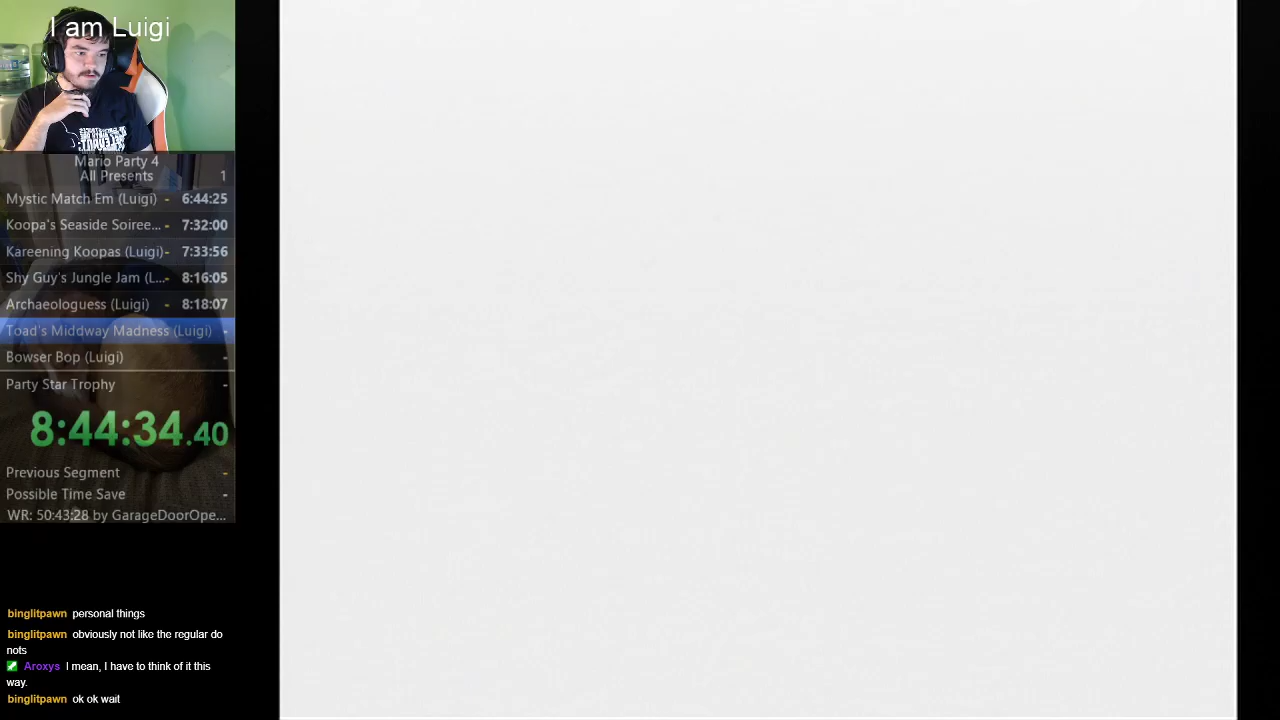 I am Luigi
Mario Party 4
All Presents 1
Mystic Match Em (Luigi) - 6:44:25
Koopa's Seaside Soiree... - 7:32:00
Kareening Koopas (Luigi) - 7:33:56
Shy Guy's Jungle Jam (L... - 8:16:05
Archaeologuess (Luigi) - 8:18:07
Toad's Middway Madness (Luigi) -
Bowser Bop (Luigi) -
Party Star Trophy -
8:44:34.40
Previous Segment -
Possible Time Save -
WR: 50:43:28 by GarageDoorOpe...
binglitpawn personal things
binglitpawn obviously not like the regular do
nots
Aroxys I mean, I have to think of it this
way.
binglitpawn ok ok wait